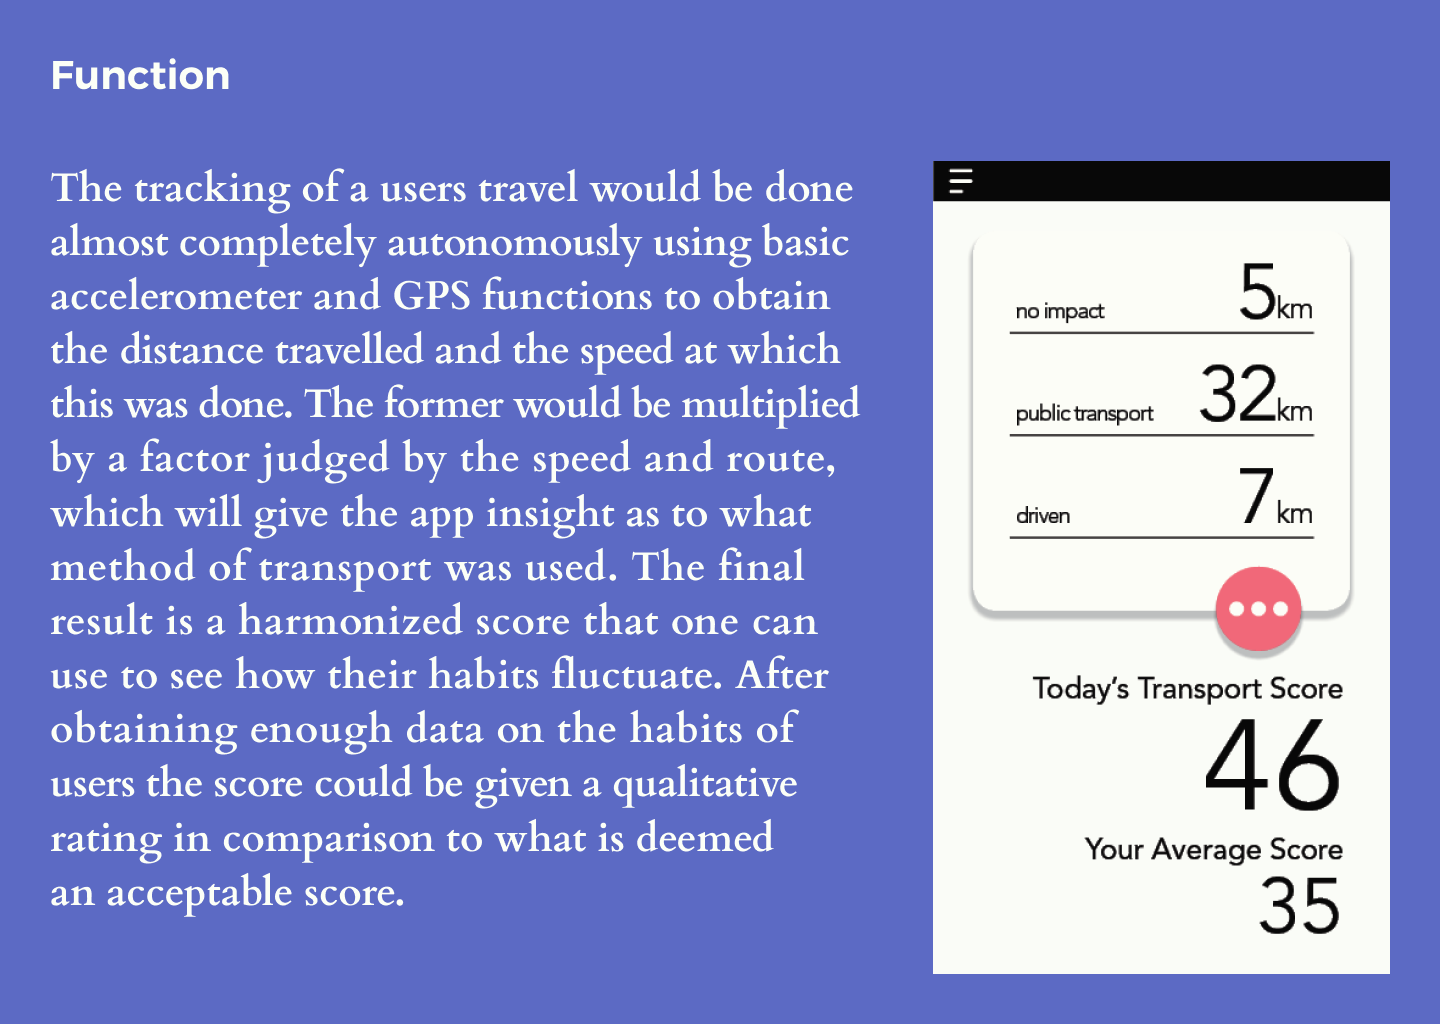 Function
The tracking of a users travel would be done
almost completely autonomously using basic
accelerometer and GPS functions to obtain
the distance travelled and the speed at which
this was done. The former would be multiplied
by a factor judged by the speed and route,
which will give the app insight as to what
method of transport was used. The final
result is a harmonized score that one can
use to see how their habits fluctuate. After
obtaining enough data on the habits of
users the score could be given a qualitative
rating in comparison to what is deemed
an acceptable score.
no impact 5km
public transport 32km
driven 7km
Today's Transport Score
46
Your Average Score
35